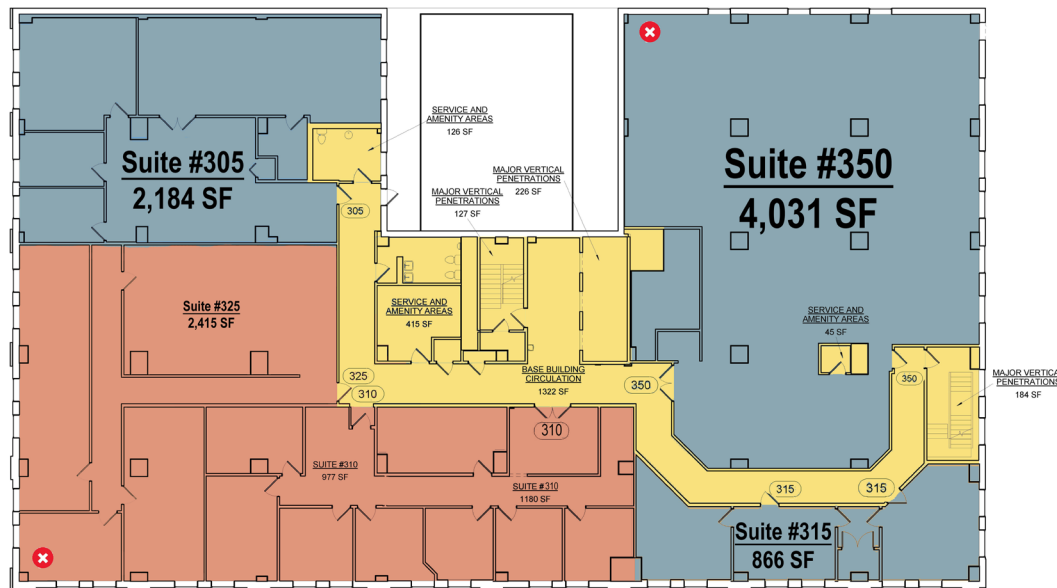 SERVICE AND
AMENITY AREAS
126 SF
Suite #305
2,184 SF
MAJOR VERTICAL
PENETRATIONS
226 SF
MAJOR VERTICAL
PENETRATIONS
127 SF
305
Suite #350
4,031 SF
Suite #325
2,415 SF
SERVICE AND
AMENITY AREAS
415 SF
SERVICE AND
AMENITY AREAS
45 SF
BASE BUILDING
CIRCULATION
1322 SF
325
310
350
350
MAJOR VERTICA
PENETRATIONS
184 SF
310
SUITE #310
977 SF
SUITE #310
1180 SF
315
315
Suite #315
866 SF